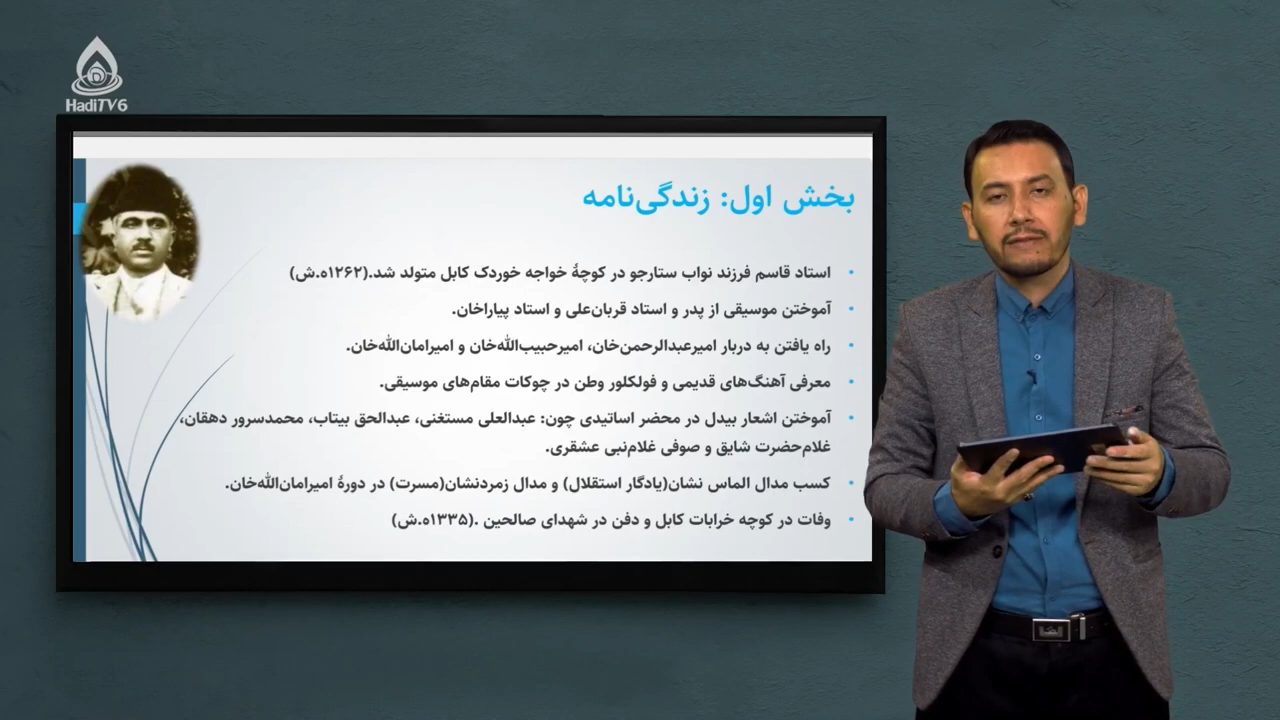 HadiTV6
بخش اول: زندگی‌نامه
• استاد قاسم فرزند نواب ستارجو در کوچهٔ خواجه خوردک کابل متولد شد.(۱۲۶۲ه.ش)
• آموختن موسیقی از پدر و استاد قربان‌علی و استاد پیاراخان.
• راه یافتن به دربار امیرعبدالرحمن‌خان، امیرحبیب‌الله‌خان و امیرامان‌الله‌خان.
• معرفی آهنگ‌های قدیمی و فولکلور وطن در چوکات مقام‌های موسیقی.
• آموختن اشعار بیدل در محضر اساتیدی چون: عبدالعلی مستغنی، عبدالحق بیتاب، محمدسرور دهقان،
غلام‌حضرت شایق و صوفی غلام‌نبی عشقری.
• کسب مدال الماس نشان(یادگار استقلال) و مدال زمردنشان(مسرت) در دورهٔ امیرامان‌الله‌خان.
• وفات در کوچه خرابات کابل و دفن در شهدای صالحین .(۱۳۳۵ه.ش)